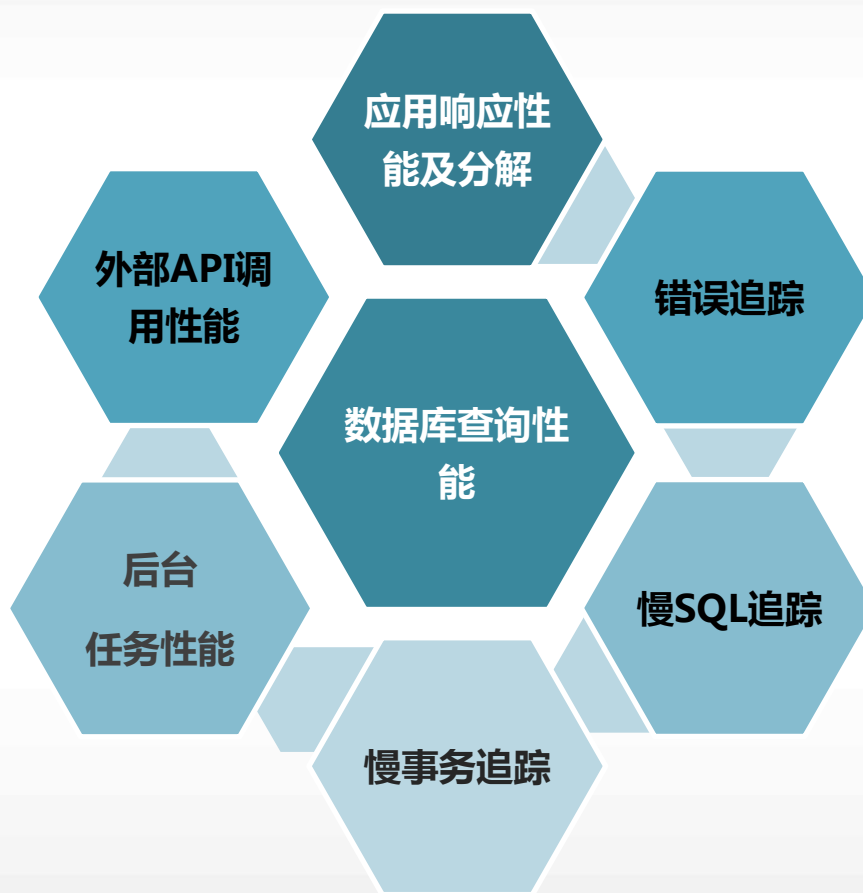 应用响应性
能及分解
外部API调
用性能
错误追踪
数据库查询性
能
后台
任务性能
慢SQL追踪
慢事务追踪